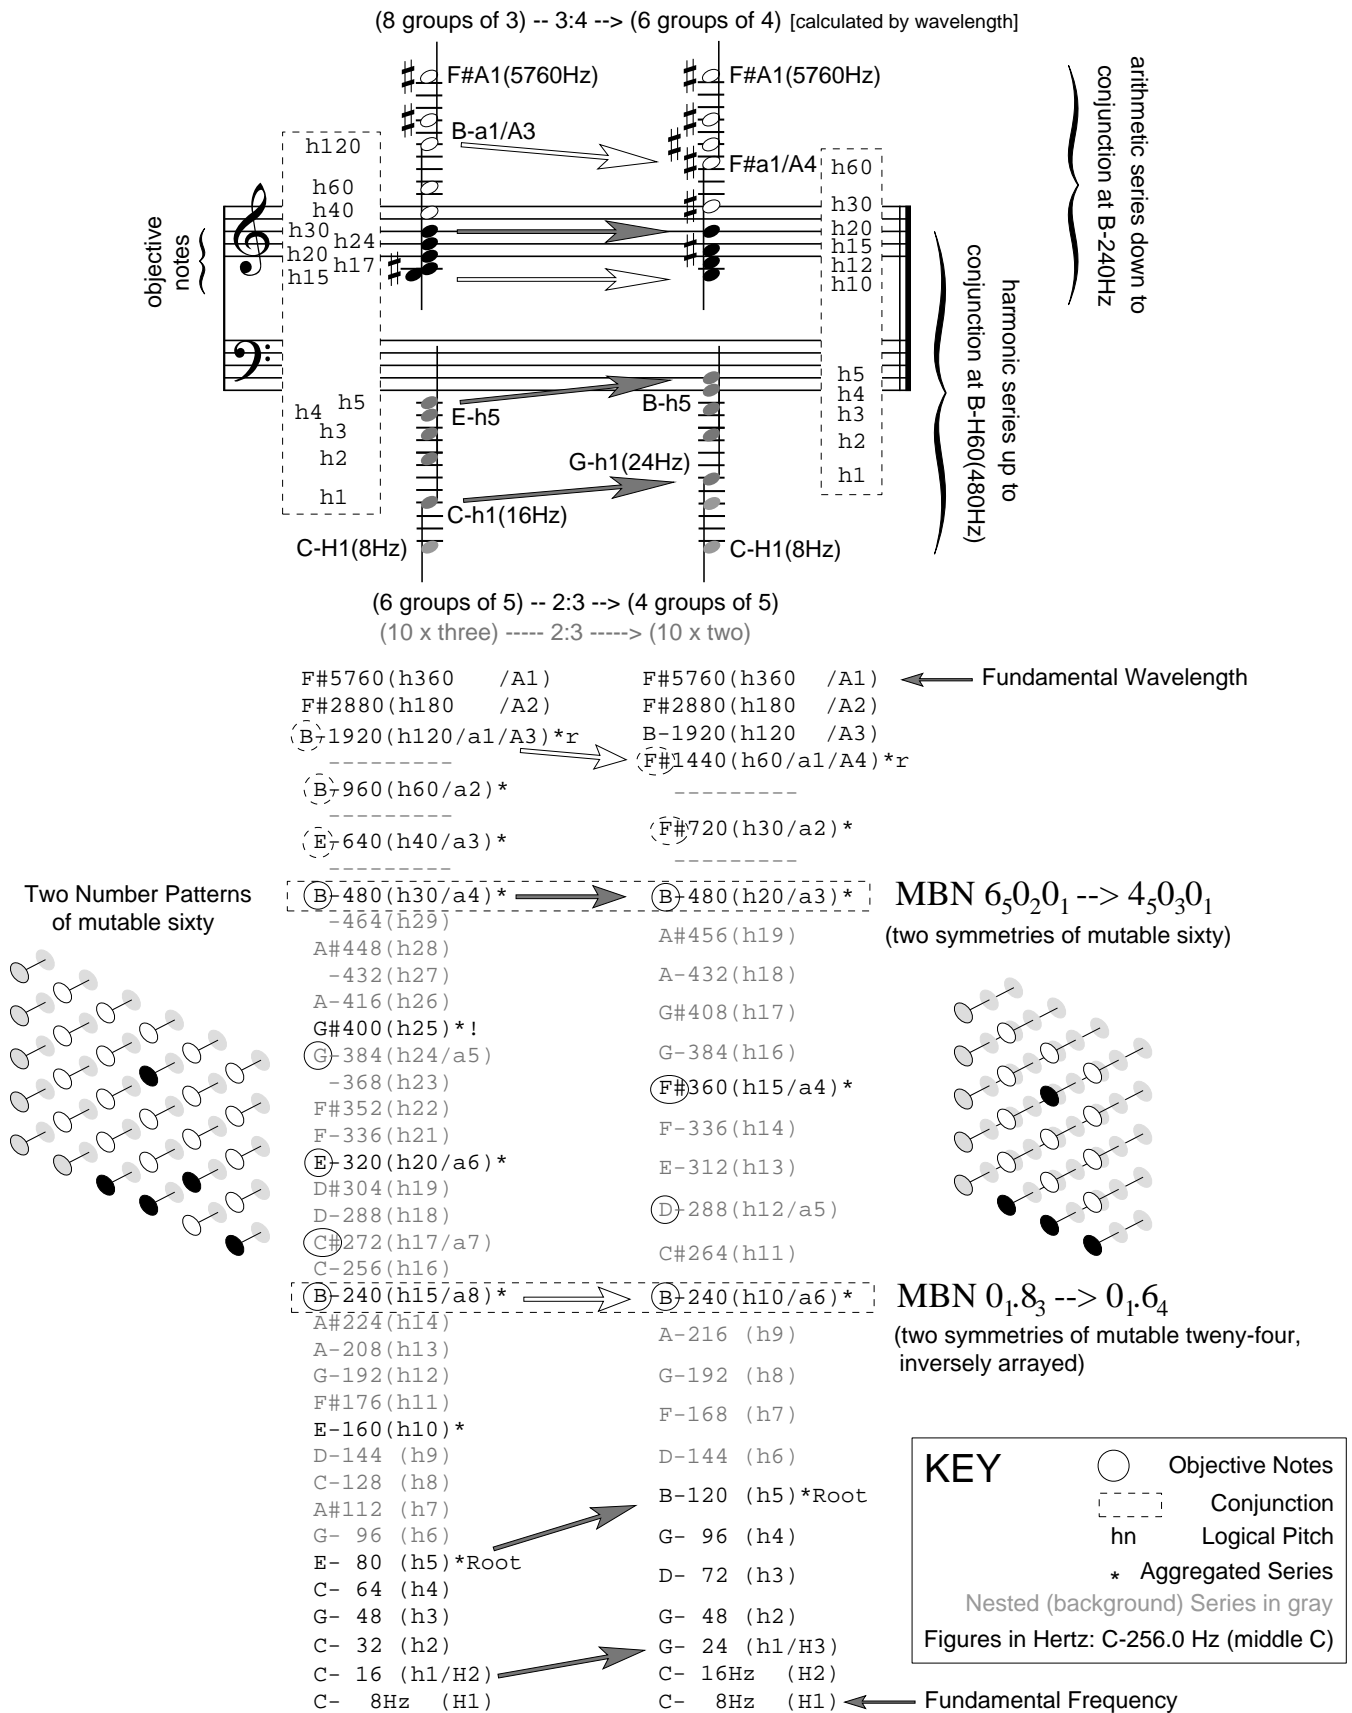 (8 groups of 3) -- 3:4 --> (6 groups of 4) [calculated by wavelength]
F#A1(5760Hz)
F#A1(5760Hz)
B-a1/A3
F#a1/A4
h120
h60
h40
h30
h24
h20
h17
h15
h60
h30
h20
h15
h12
h10
objective
notes
arithmetic series down to
conjunction at B-240Hz
harmonic series up to
conjunction at B-H60(480Hz)
h5
h4
h3
h2
h1
E-h5
B-h5
h5
h4
h3
h2
h1
G-h1(24Hz)
C-h1(16Hz)
C-H1(8Hz)
C-H1(8Hz)
(6 groups of 5) -- 2:3 --> (4 groups of 5)
(10 x three) ----- 2:3 -----> (10 x two)
F#5760(h360 /A1)
F#2880(h180 /A2)
B-1920(h120/a1/A3)*r
---------
B-960(h60/a2)*
---------
E-640(h40/a3)*
---------
B-480(h30/a4)*
-464(h29)
A#448(h28)
-432(h27)
A-416(h26)
G#400(h25)*!
G-384(h24/a5)
-368(h23)
F#352(h22)
F-336(h21)
E-320(h20/a6)*
D#304(h19)
D-288(h18)
C#272(h17/a7)
C-256(h16)
B-240(h15/a8)*
A#224(h14)
A-208(h13)
G-192(h12)
F#176(h11)
E-160(h10)*
D-144 (h9)
C-128 (h8)
A#112 (h7)
G- 96 (h6)
E- 80 (h5)*Root
C- 64 (h4)
G- 48 (h3)
C- 32 (h2)
C- 16 (h1/H2)
C- 8Hz (H1)
F#5760(h360 /A1)
F#2880(h180 /A2)
B-1920(h120 /A3)
F#1440(h60/a1/A4)*r
---------
F#720(h30/a2)*
---------
B-480(h20/a3)*
A#456(h19)
A-432(h18)
G#408(h17)
G-384(h16)
F#360(h15/a4)*
F-336(h14)
E-312(h13)
D-288(h12/a5)
C#264(h11)
B-240(h10/a6)*
A-216 (h9)
G-192 (h8)
F-168 (h7)
D-144 (h6)
B-120 (h5)*Root
G- 96 (h4)
D- 72 (h3)
G- 48 (h2)
G- 24 (h1/H3)
C- 16Hz (H2)
C- 8Hz (H1)
Fundamental Wavelength
Two Number Patterns
of mutable sixty
MBN 6₅0₂0₁ --> 4₅0₃0₁
(two symmetries of mutable sixty)
MBN 0₁.8₃ --> 0₁.6₄
(two symmetries of mutable tweny-four,
inversely arrayed)
KEY
Objective Notes
Conjunction
hn Logical Pitch
* Aggregated Series
Nested (background) Series in gray
Figures in Hertz: C-256.0 Hz (middle C)
Fundamental Frequency